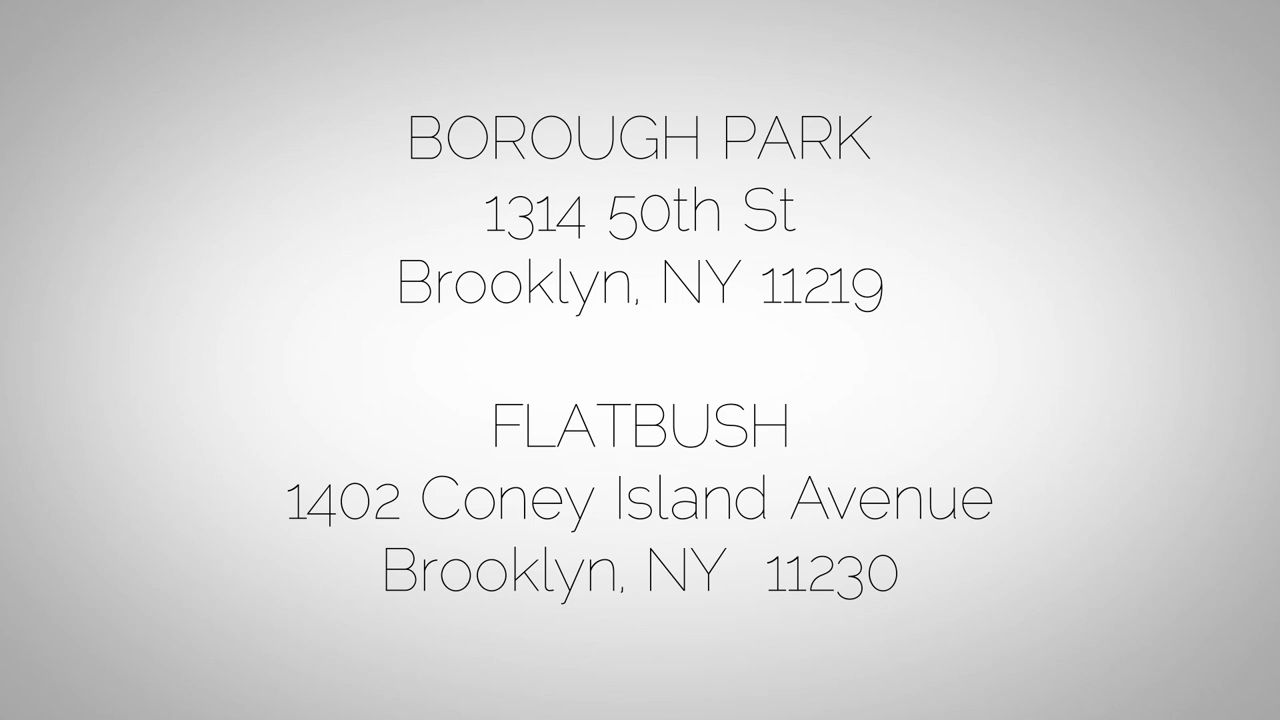 BOROUGH PARK
1314 50th St
Brooklyn, NY 11219
FLATBUSH
1402 Coney Island Avenue
Brooklyn, NY 11230